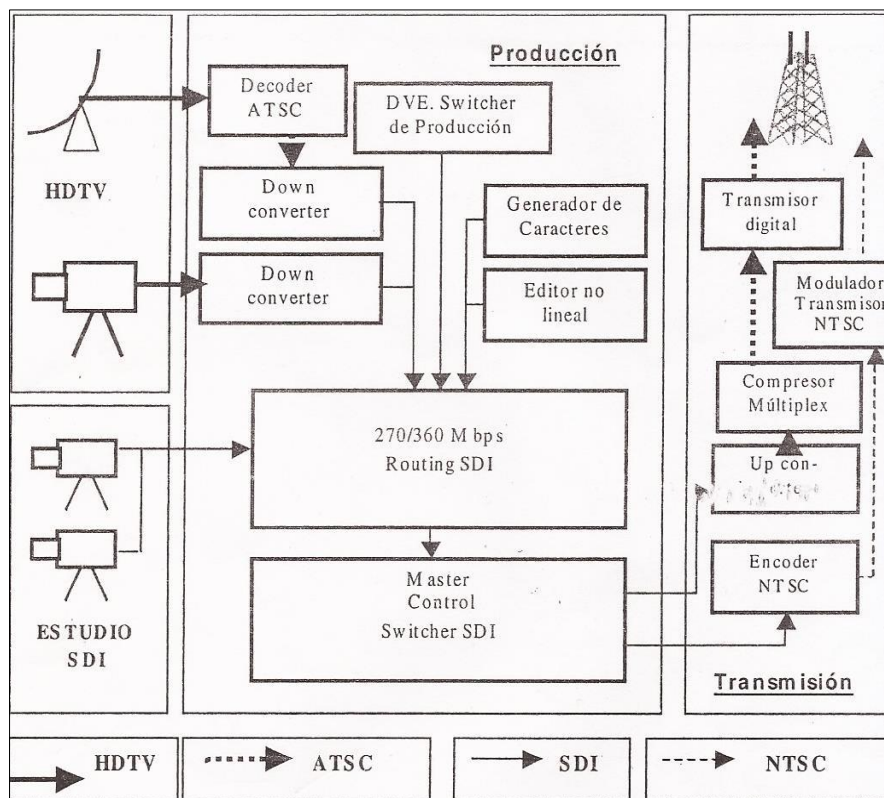 HDTV
ESTUDIO
SDI
Producción
Decoder
ATSC
DVE. Switcher
de Producción
Down
converter
Down
converter
Generador de
Caracteres
Editor no
lineal
270/360 Mbps
Routing SDI
Master
Control
Switcher SDI
Transmisor
digital
Modulador
Transmisor
NTSC
Compresor
Múltiplex
Up con-
Encoder
NTSC
Transmisión
HDTV
ATSC
SDI
NTSC